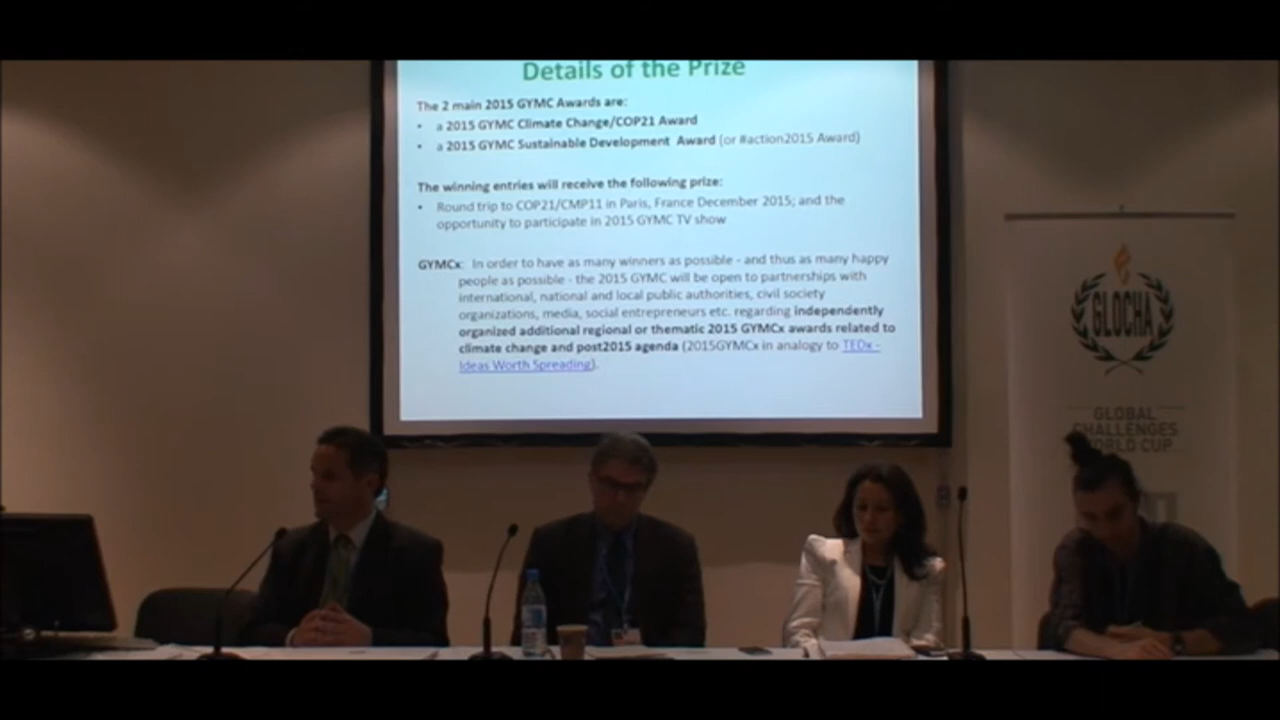 Details of the Prize
The 2 main 2015 GYMC Awards are:
• a 2015 GYMC Climate Change/COP21 Award
• a 2015 GYMC Sustainable Development Award (or #action2015 Award)
The winning entries will receive the following prize:
• Round trip to COP21/CMP11 in Paris, France December 2015; and the
opportunity to participate in 2015 GYMC TV show
GYMCx: In order to have as many winners as possible - and thus as many happy
people as possible - the 2015 GYMC will be open to partnerships with
international, national and local public authorities, civil society
organizations, media, social entrepreneurs etc. regarding independently
organized additional regional or thematic 2015 GYMCx awards related to
climate change and post2015 agenda (2015GYMCx in analogy to TEDx -
Ideas Worth Spreading).
GLOCHA
GLOBAL
CHALLENGES
WORLD CUP